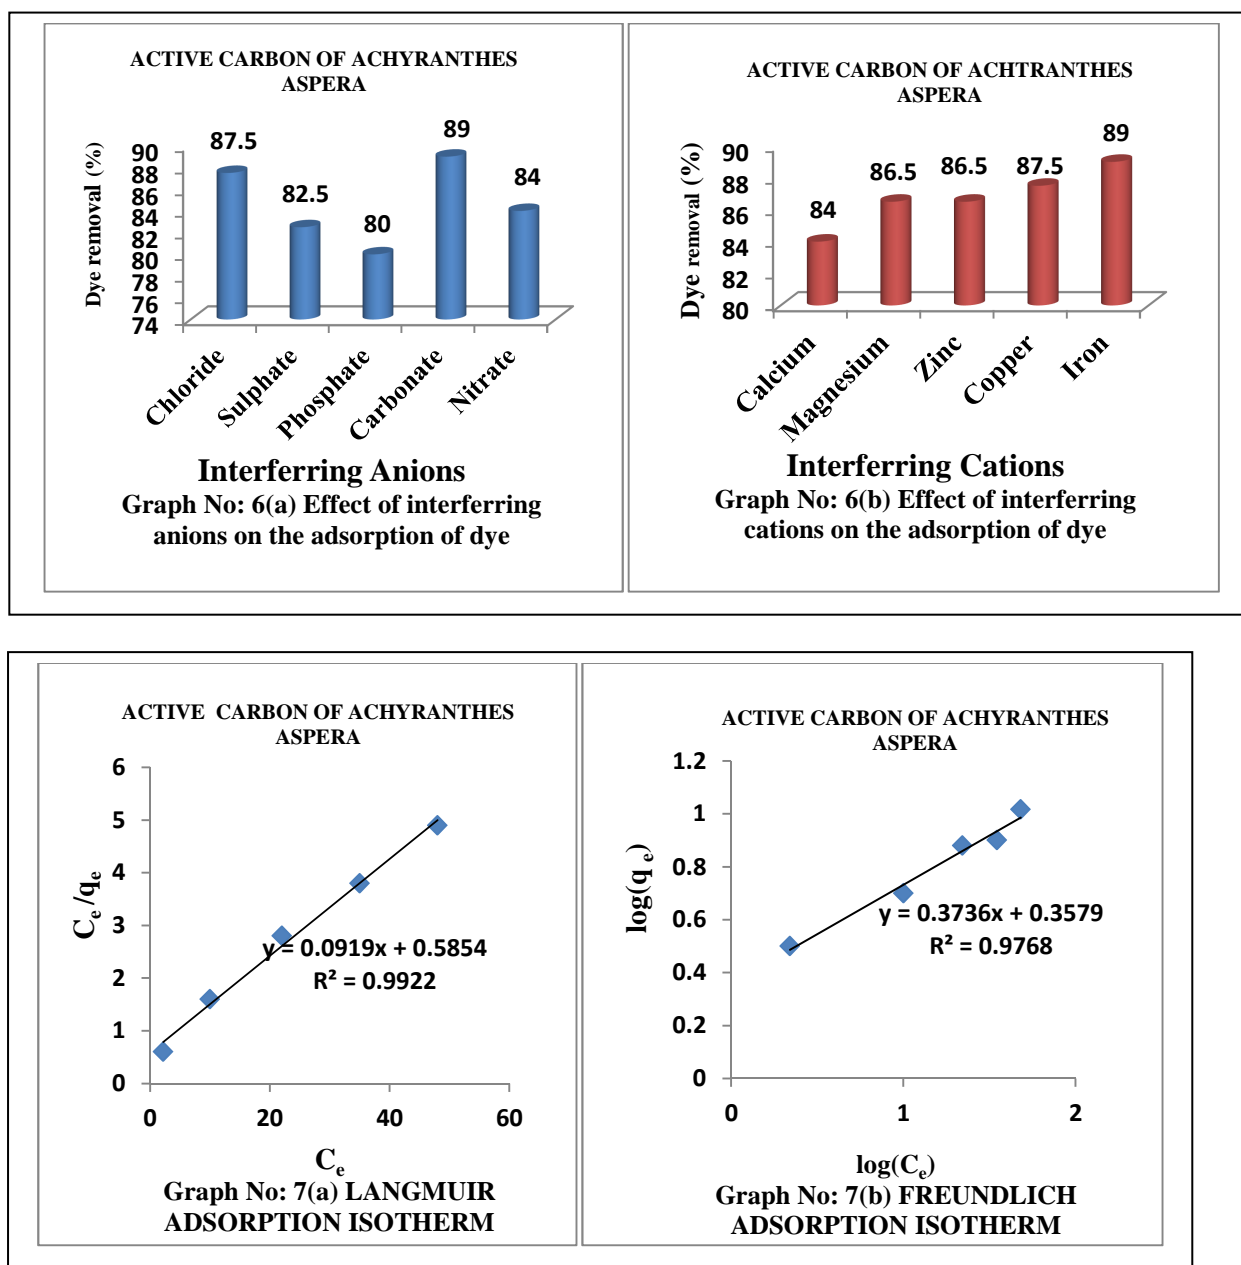 ACTIVE CARBON OF ACHYRANTHES
ASPERA
Dye removal (%)
90
88
86
84
82
80
78
76
74
87.5
82.5
80
89
84
Chloride
Sulphate
Phosphate
Carbonate
Nitrate
Interferring Anions
Graph No: 6(a) Effect of interferring
anions on the adsorption of dye
ACTIVE CARBON OF ACHTRANTHES
ASPERA
Dye removal (%)
90
88
86
84
82
80
84
86.5
86.5
87.5
89
Calcium
Magnesium
Zinc
Copper
Iron
Interferring Cations
Graph No: 6(b) Effect of interferring
cations on the adsorption of dye
ACTIVE CARBON OF ACHYRANTHES
ASPERA
C_e/q_e
6
5
4
3
2
1
0
y = 0.0919x + 0.5854
R² = 0.9922
0 20 40 60
C_e
Graph No: 7(a) LANGMUIR
ADSORPTION ISOTHERM
ACTIVE CARBON OF ACHYRANTHES
ASPERA
log(q_e)
1.2
1
0.8
0.6
0.4
0.2
0
y = 0.3736x + 0.3579
R² = 0.9768
0 1 2
log(C_e)
Graph No: 7(b) FREUNDLICH
ADSORPTION ISOTHERM